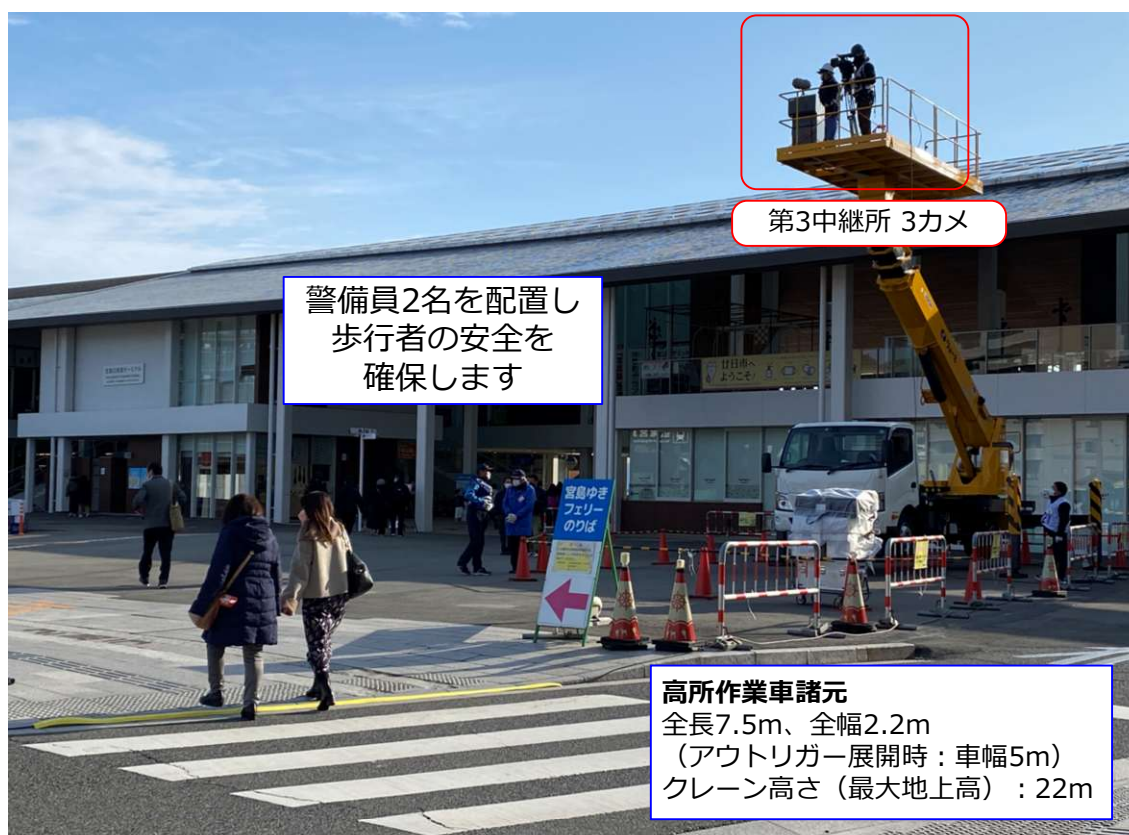 第3中継所 3カメ
警備員2名を配置し
歩行者の安全を
確保します
廿日市へ
ようこそ!
宮島ゆき
フェリー
のりば
高所作業車諸元
全長7.5m、全幅2.2m
（アウトリガー展開時：車幅5m）
クレーン高さ（最大地上高）：22m